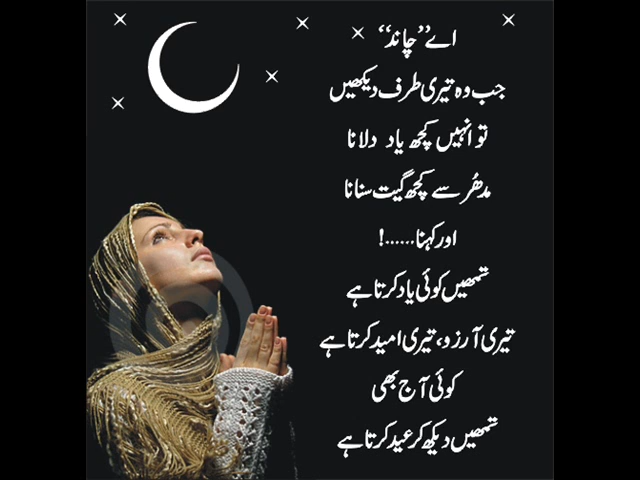 اے ”چاند“
جب وہ تیری طرف دیکھیں
تو انہیں کچھ یاد دلانا
مدھُر سے کچھ گیت سنانا
اور کہنا......!
تمھیں کوئی یاد کرتا ہے
تیری آرزو، تیری امید کرتا ہے
کوئی آج بھی
تمھیں دیکھ کر عید کرتا ہے